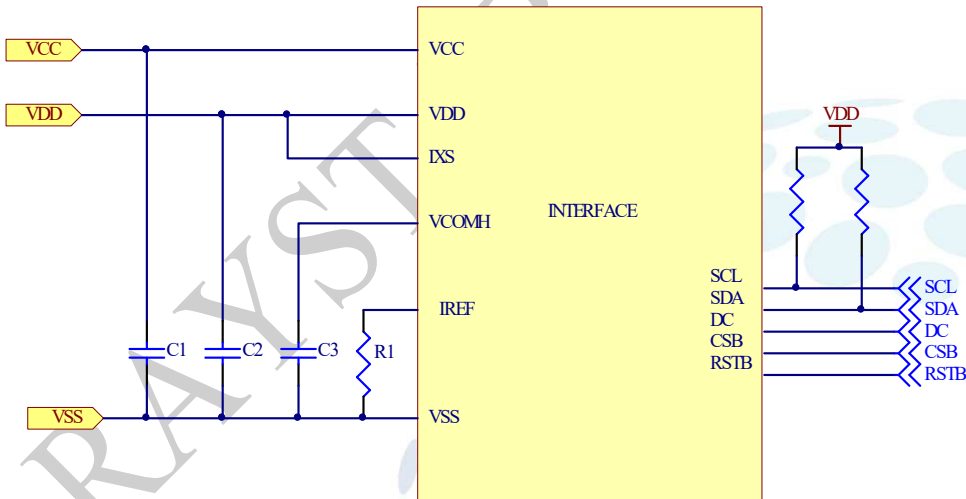 VCC
VCC
VDD
VDD
IXS
VCOMH
INTERFACE
IREF
C1
C2
C3
R1
VSS
VSS
VDD
SCL
SDA
DC
CSB
RSTB
SCL
SDA
DC
CSB
RSTB
RAYST